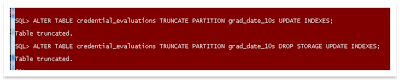 SQL> ALTER TABLE credential_evaluations TRUNCATE PARTITION grad_date_10s UPDATE INDEXES;
Table truncated.
SQL> ALTER TABLE credential_evaluations TRUNCATE PARTITION grad_date_10s DROP STORAGE UPDATE INDEXES;
Table truncated.